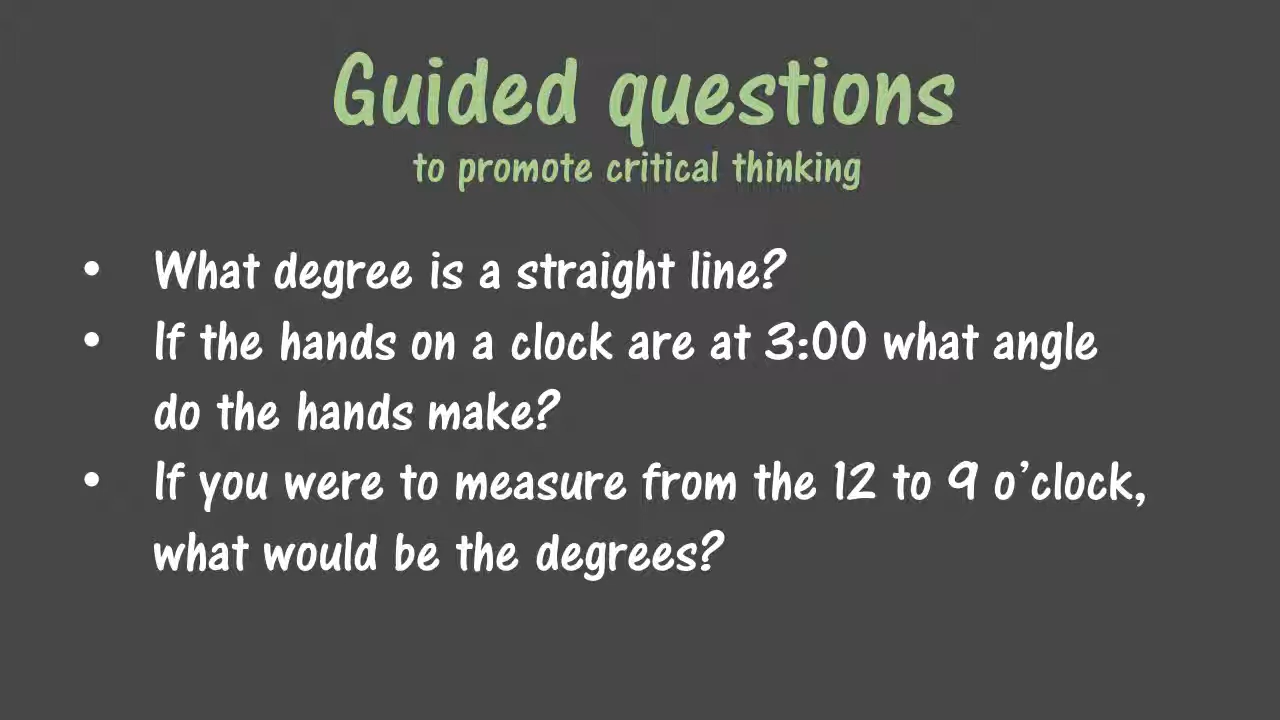 Guided questions
to promote critical thinking
• What degree is a straight line?
• If the hands on a clock are at 3:00 what angle
do the hands make?
• If you were to measure from the 12 to 9 o’clock,
what would be the degrees?